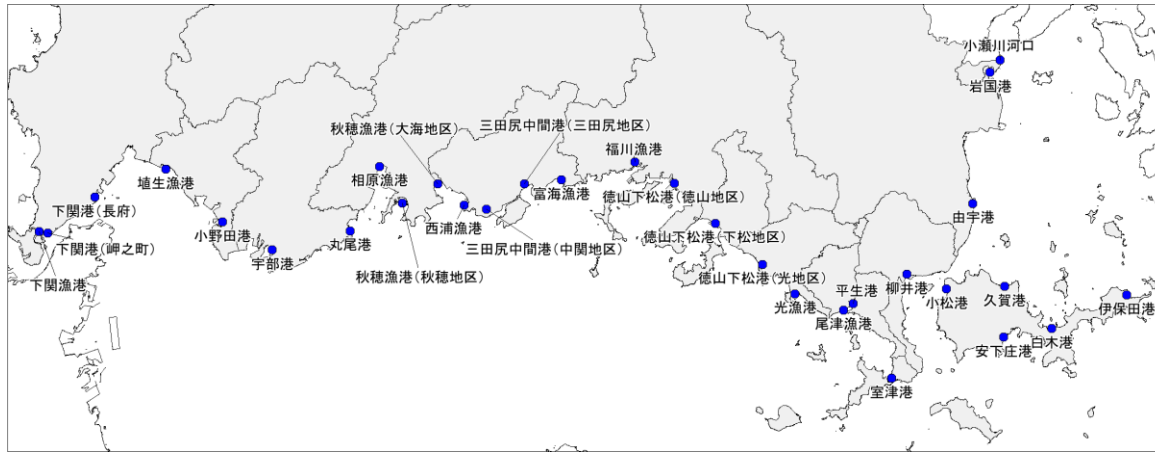 小瀬川河口
岩国港
秋穂漁港(大海地区)
三田尻中間港(三田尻地区)
福川漁港
埴生漁港
相原漁港
富海漁港
徳山下松港(徳山地区)
下関港(長府)
西浦漁港
由宇港
小野田港
丸尾港
徳山下松港(下松地区)
下関港(岬之町)
三田尻中間港(中関地区)
宇部港
秋穂漁港(秋穂地区)
徳山下松港(光地区)
下関漁港
柳井港
平生港
小松港
久賀港
光漁港
伊保田港
尾津漁港
安下庄港
白木港
室津港